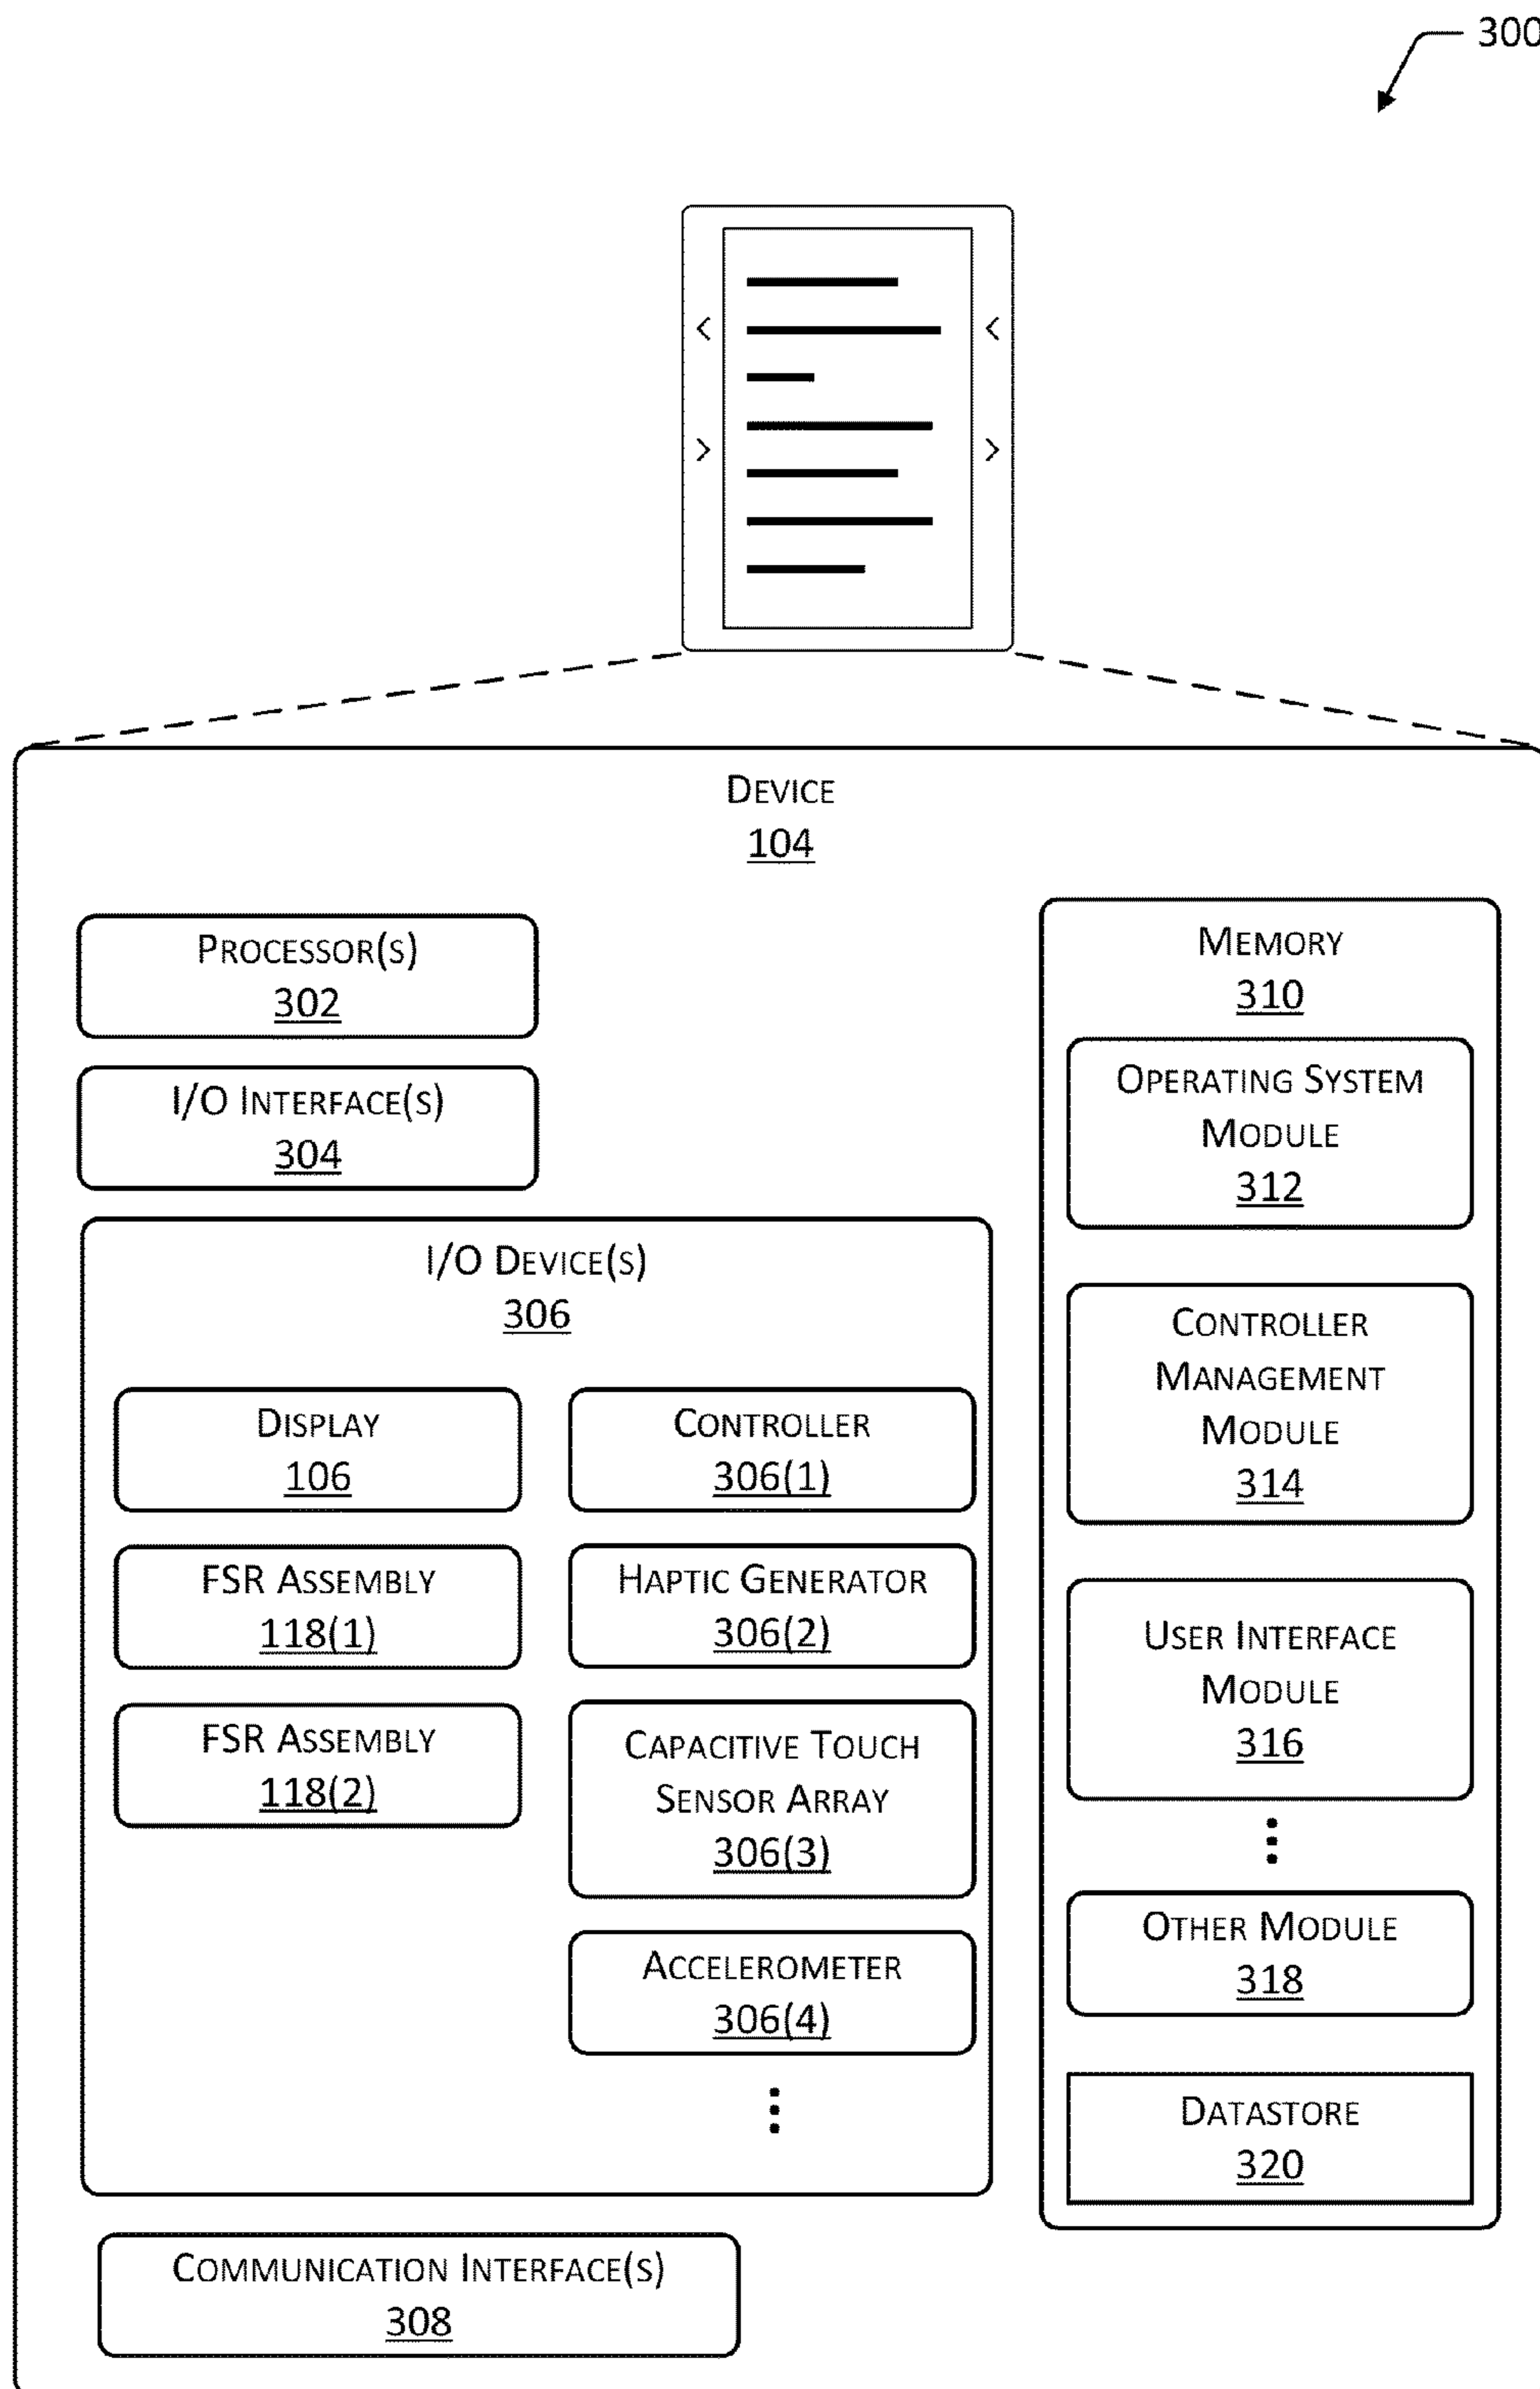 300
<
<
>
>
Device
104
Processor(s)
302
I/O Interface(s)
304
I/O Device(s)
306
Display
106
FSR Assembly
118(1)
FSR Assembly
118(2)
Controller
306(1)
Haptic Generator
306(2)
Capacitive Touch
Sensor Array
306(3)
Accelerometer
306(4)
Communication Interface(s)
308
Memory
310
Operating System
Module
312
Controller
Management
Module
314
User Interface
Module
316
Other Module
318
Datastore
320